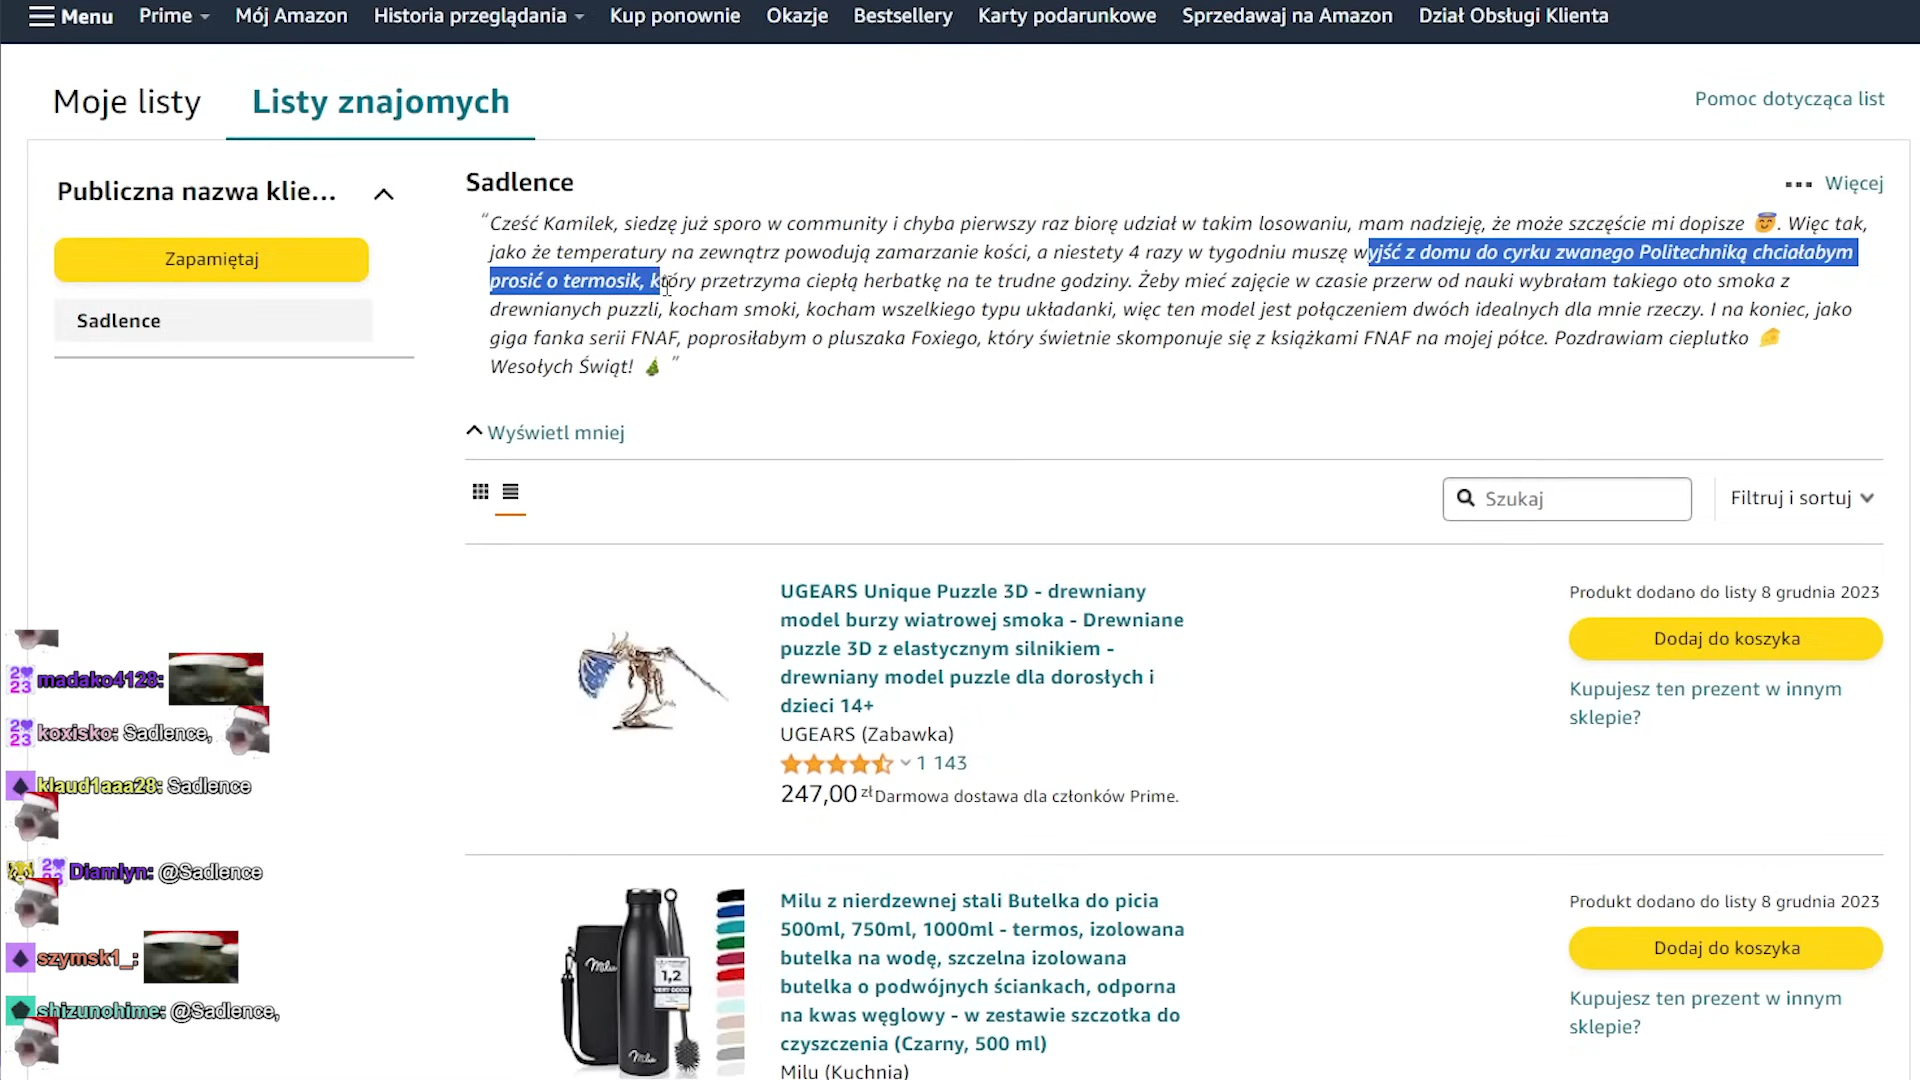 Menu Prime Mój Amazon Historia przeglądania Kup ponownie Okazje Bestsellery Karty podarunkowe Sprzedawaj na Amazon Dział Obsługi Klienta
Moje listy Listy znajomych Pomoc dotycząca list
Publiczna nazwa klie...
Zapamiętaj
Sadlence
Sadlence
Więcej
“Cześć Kamilek, siedzę już sporo w community i chyba pierwszy raz biorę udział w takim losowaniu, mam nadzieję, że może szczęście mi dopisze 😇. Więc tak,
jako że temperatury na zewnątrz powodują zamarzanie kości, a niestety 4 razy w tygodniu muszę wyjść z domu do cyrku zwanego Politechniką chciałabym
prosić o termosik, który przetrzyma ciepłą herbatkę na te trudne godziny. Żeby mieć zajęcie w czasie przerw od nauki wybrałam takiego oto smoka z
drewnianych puzzli, kocham smoki, kocham wszelkiego typu układanki, więc ten model jest połączeniem dwóch idealnych dla mnie rzeczy. I na koniec, jako
giga fanka serii FNAF, poprosiłabym o pluszaka Foxiego, który świetnie skomponuje się z książkami FNAF na mojej półce. Pozdrawiam cieplutko 🧀
Wesołych Świąt! 🎄 ”
Wyświetl mniej
Szukaj
Filtruj i sortuj
UGEARS Unique Puzzle 3D - drewniany
model burzy wiatrowej smoka - Drewniane
puzzle 3D z elastycznym silnikiem -
drewniany model puzzle dla dorosłych i
dzieci 14+
UGEARS (Zabawka)
1 143
247,00 zł Darmowa dostawa dla członków Prime.
Produkt dodano do listy 8 grudnia 2023
Dodaj do koszyka
Kupujesz ten prezent w innym
sklepie?
Milu z nierdzewnej stali Butelka do picia
500ml, 750ml, 1000ml - termos, izolowana
butelka na wodę, szczelna izolowana
butelka o podwójnych ściankach, odporna
na kwas węglowy - w zestawie szczotka do
czyszczenia (Czarny, 500 ml)
Milu (Kuchnia)
Produkt dodano do listy 8 grudnia 2023
Dodaj do koszyka
Kupujesz ten prezent w innym
sklepie?
Milu
1,2
VERY GOOD
Milu
2023 madako4128:
2023 koxisko: Sadlence,
klaud1aaa28: Sadlence
Diamlyn: @Sadlence
szymsk1_:
shizunohime: @Sadlence,